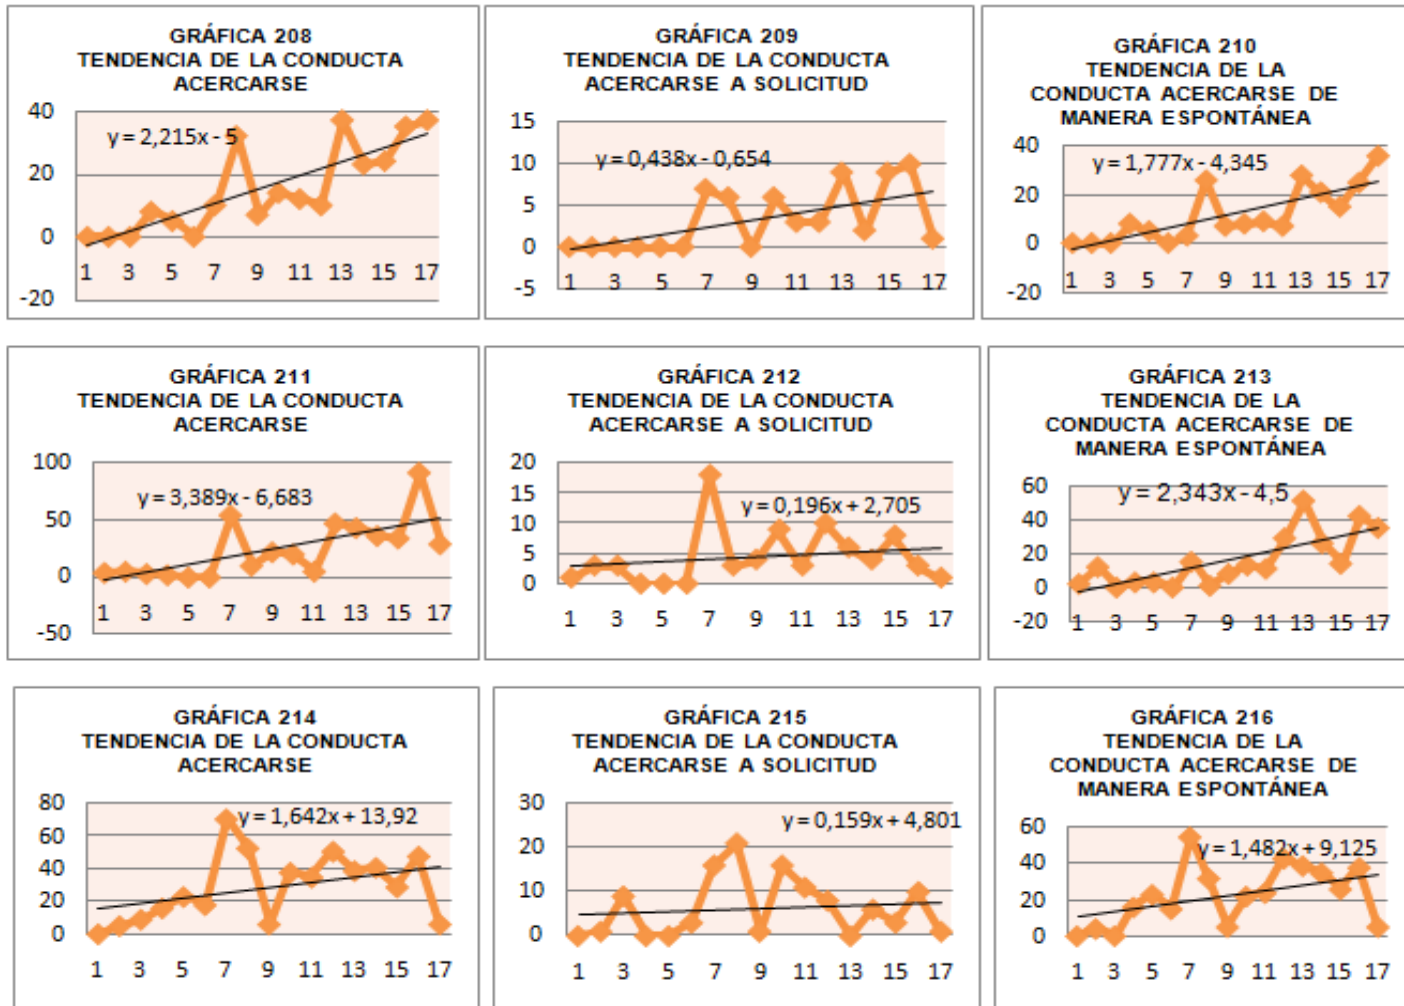 GRÁFICA 208
TENDENCIA DE LA CONDUCTA
ACERCARSE
40
20
0
-20
y = 2,215x - 5
1 3 5 7 9 11 13 15 17
GRÁFICA 209
TENDENCIA DE LA CONDUCTA
ACERCARSE A SOLICITUD
15
10
5
0
-5
y = 0,438x - 0,654
1 3 5 7 9 11 13 15 17
GRÁFICA 210
TENDENCIA DE LA
CONDUCTA ACERCARSE DE
MANERA ESPONTÁNEA
40
20
0
-20
y = 1,777x - 4,345
1 3 5 7 9 11 13 15 17
GRÁFICA 211
TENDENCIA DE LA CONDUCTA
ACERCARSE
100
50
0
-50
y = 3,389x - 6,683
1 3 5 7 9 11 13 15 17
GRÁFICA 212
TENDENCIA DE LA CONDUCTA
ACERCARSE A SOLICITUD
20
15
10
5
0
y = 0,196x + 2,705
1 3 5 7 9 11 13 15 17
GRÁFICA 213
TENDENCIA DE LA
CONDUCTA ACERCARSE DE
MANERA ESPONTÁNEA
60
40
20
0
-20
y = 2,343x - 4,5
1 3 5 7 9 11 13 15 17
GRÁFICA 214
TENDENCIA DE LA CONDUCTA
ACERCARSE
80
60
40
20
0
y = 1,642x + 13,92
1 3 5 7 9 11 13 15 17
GRÁFICA 215
TENDENCIA DE LA CONDUCTA
ACERCARSE A SOLICITUD
30
20
10
0
y = 0,159x + 4,801
1 3 5 7 9 11 13 15 17
GRÁFICA 216
TENDENCIA DE LA
CONDUCTA ACERCARSE DE
MANERA ESPONTÁNEA
60
40
20
0
y = 1,482x + 9,125
1 3 5 7 9 11 13 15 17